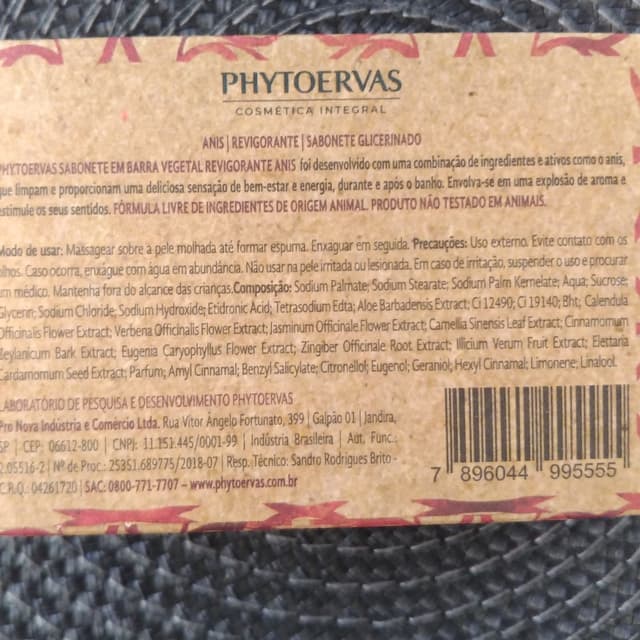 PHYTOERVAS
COSMÉTICA INTEGRAL
ANIS | REVIGORANTE | SABONETE GLICERINADO
PHYTOERVAS SABONETE EM BARRA VEGETAL REVIGORANTE ANIS foi desenvolvido com uma combinação de ingredientes e ativos como o anis,
que limpam e proporcionam uma deliciosa sensação de bem-estar e energia, durante e após o banho. Envolva-se em uma explosão de aroma e
estimule os seus sentidos. FÓRMULA LIVRE DE INGREDIENTES DE ORIGEM ANIMAL. PRODUTO NÃO TESTADO EM ANIMAIS.
Modo de usar: Massagear sobre a pele molhada até formar espuma. Enxaguar em seguida. Precauções: Uso externo. Evite contato com os
olhos. Caso ocorra, enxágue com água em abundância. Não usar na pele irritada ou lesionada. Em caso de irritação, suspender o uso e procurar
um médico. Mantenha fora do alcance das crianças. Composição: Sodium Palmate; Sodium Stearate; Sodium Palm Kernelate; Aqua; Sucrose;
Glycerin; Sodium Chloride; Sodium Hydroxide; Etidronic Acid; Tetrasodium Edta; Aloe Barbadensis Extract; Ci 12490; Ci 19140; Bht; Calendula
Officinalis Flower Extract; Verbena Officinalis Flower Extract; Jasminum Officinale Flower Extract; Camellia Sinensis Leaf Extract; Cinnamomum
Zeylanicum Bark Extract; Eugenia Caryophyllus Flower Extract; Zingiber Officinale Root Extract; Illicium Verum Fruit Extract; Elettaria
Cardamomum Seed Extract; Parfum; Amyl Cinnamal; Benzyl Salicylate; Citronellol; Eugenol; Geraniol; Hexyl Cinnamal; Limonene; Linalool.
LABORATÓRIO DE PESQUISA E DESENVOLVIMENTO PHYTOERVAS
Pro Nova Indústria e Comércio Ltda. Rua Vitor Ângelo Fortunato, 399 | Galpão 01 | Jandira,
SP | CEP: 06612-800 | CNPJ: 11.153.445/0001-99 | Indústria Brasileira | Aut. Func.:
2.05516-2 | Nº de Proc.: 25351.689775/2018-07 | Resp. Técnico: Sandro Rodrigues Brito -
C.R.Q.: 04261720 | SAC: 0800-771-7707 – www.phytoervas.com.br
7 896044 995555